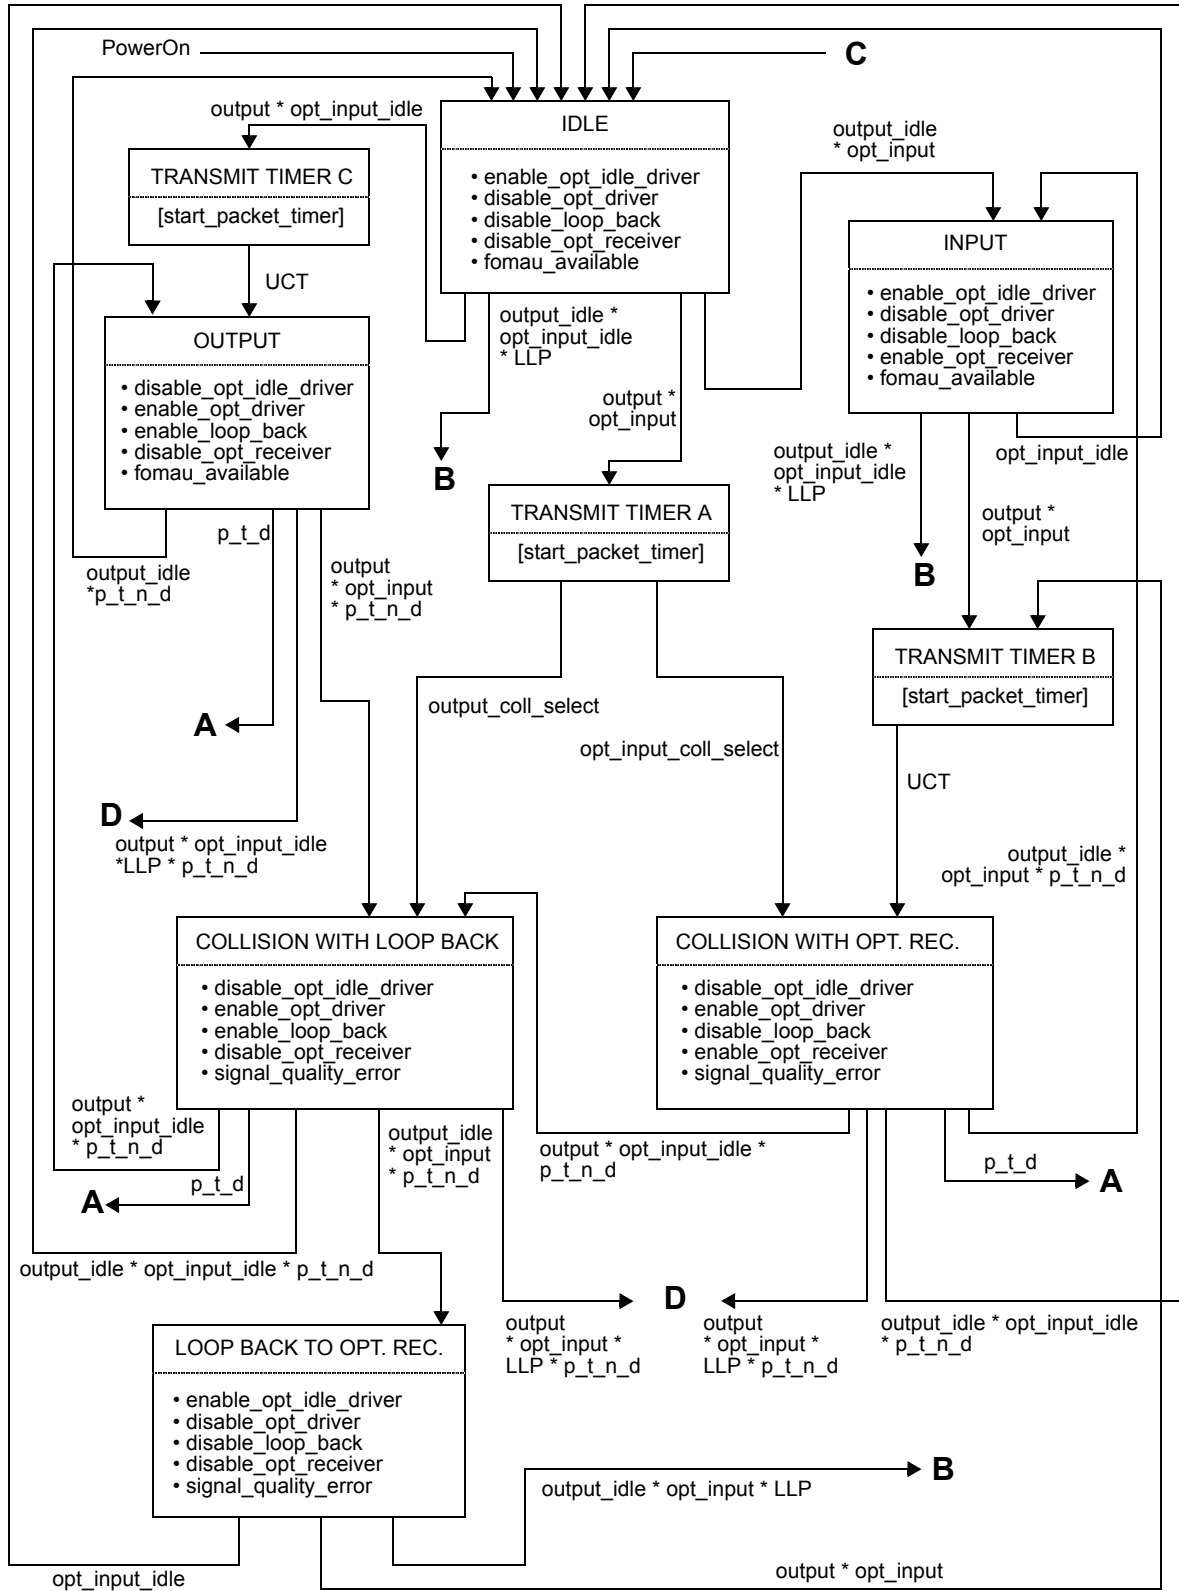 PowerOn
C
output * opt_input_idle
IDLE
• enable_opt_idle_driver
• disable_opt_driver
• disable_loop_back
• disable_opt_receiver
• fomau_available
output_idle
* opt_input
TRANSMIT TIMER C
[start_packet_timer]
UCT
INPUT
• enable_opt_idle_driver
• disable_opt_driver
• disable_loop_back
• enable_opt_receiver
• fomau_available
OUTPUT
• disable_opt_idle_driver
• enable_opt_driver
• enable_loop_back
• disable_opt_receiver
• fomau_available
output_idle *
opt_input_idle
* LLP
B
output *
opt_input
output_idle *
opt_input_idle
* LLP
B
output *
opt_input
opt_input_idle
TRANSMIT TIMER A
[start_packet_timer]
output_idle
*p_t_n_d
p_t_d
output
* opt_input
* p_t_n_d
A
D
output * opt_input_idle
*LLP * p_t_n_d
output_coll_select
opt_input_coll_select
TRANSMIT TIMER B
[start_packet_timer]
UCT
output_idle *
opt_input * p_t_n_d
COLLISION WITH LOOP BACK
• disable_opt_idle_driver
• enable_opt_driver
• enable_loop_back
• disable_opt_receiver
• signal_quality_error
COLLISION WITH OPT. REC.
• disable_opt_idle_driver
• enable_opt_driver
• disable_loop_back
• enable_opt_receiver
• signal_quality_error
output *
opt_input_idle
* p_t_n_d
p_t_d
A
output_idle
* opt_input
* p_t_n_d
output * opt_input_idle *
p_t_n_d
p_t_d
A
output_idle * opt_input_idle * p_t_n_d
D
output
* opt_input *
LLP * p_t_n_d
output
* opt_input *
LLP * p_t_n_d
output_idle * opt_input_idle
* p_t_n_d
LOOP BACK TO OPT. REC.
• enable_opt_idle_driver
• disable_opt_driver
• disable_loop_back
• disable_opt_receiver
• signal_quality_error
B
output_idle * opt_input * LLP
opt_input_idle
output * opt_input